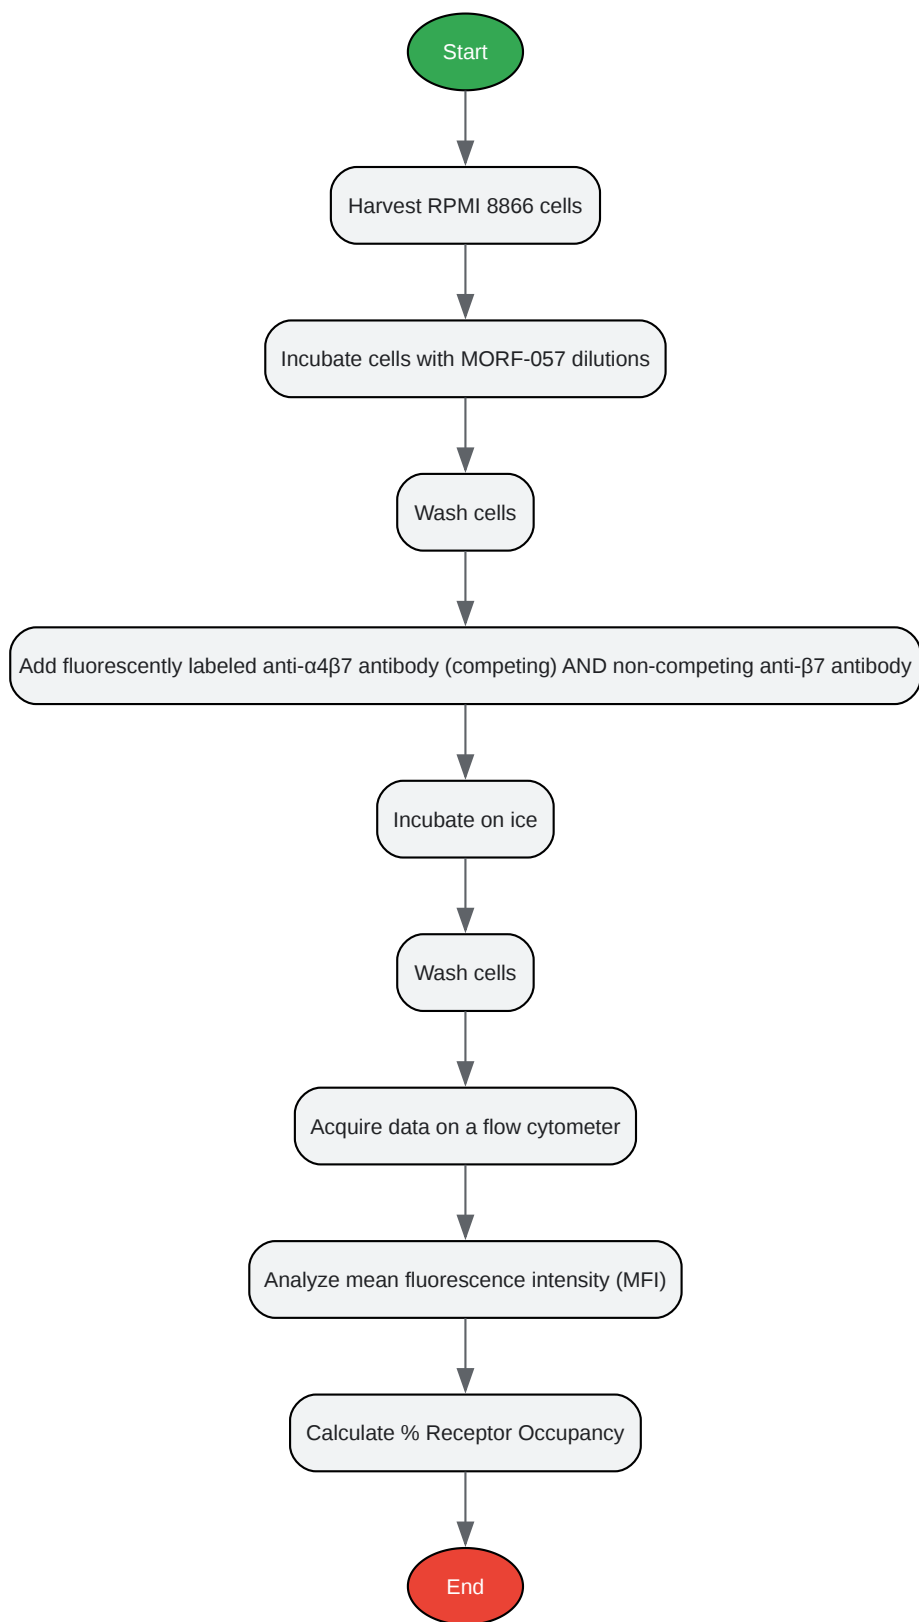 Start
Harvest RPMI 8866 cells
Incubate cells with MORF-057 dilutions
Wash cells
Add fluorescently labeled anti-α4β7 antibody (competing) AND non-competing anti-β7 antibody
Incubate on ice
Wash cells
Acquire data on a flow cytometer
Analyze mean fluorescence intensity (MFI)
Calculate % Receptor Occupancy
End